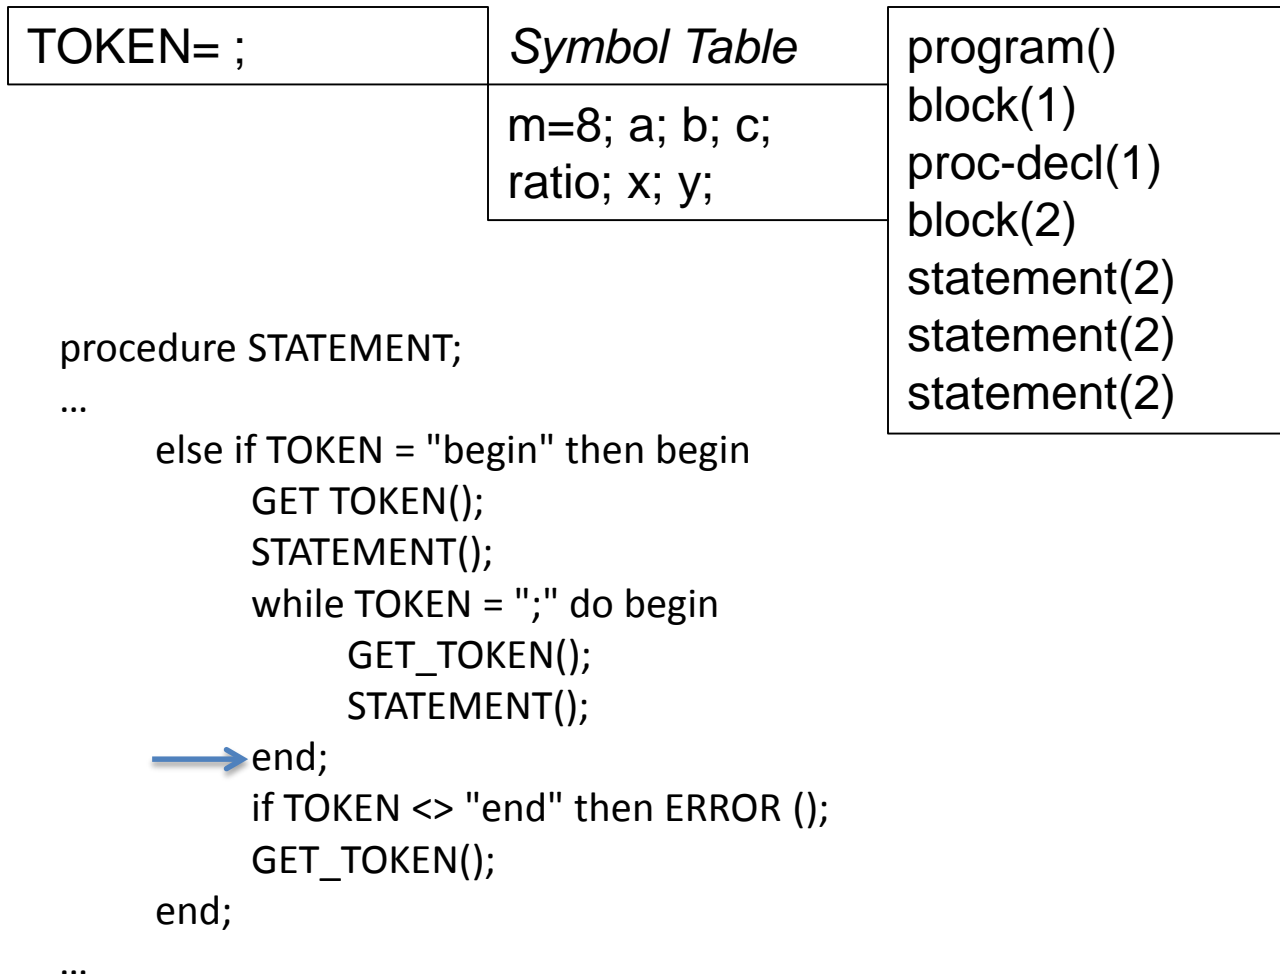 TOKEN= ;
Symbol Table
m=8; a; b; c;
ratio; x; y;
program()
block(1)
proc-decl(1)
block(2)
statement(2)
statement(2)
statement(2)
procedure STATEMENT;
…
else if TOKEN = "begin" then begin
GET TOKEN();
STATEMENT();
while TOKEN = ";" do begin
GET_TOKEN();
STATEMENT();
end;
if TOKEN <> "end" then ERROR ();
GET_TOKEN();
end;
…